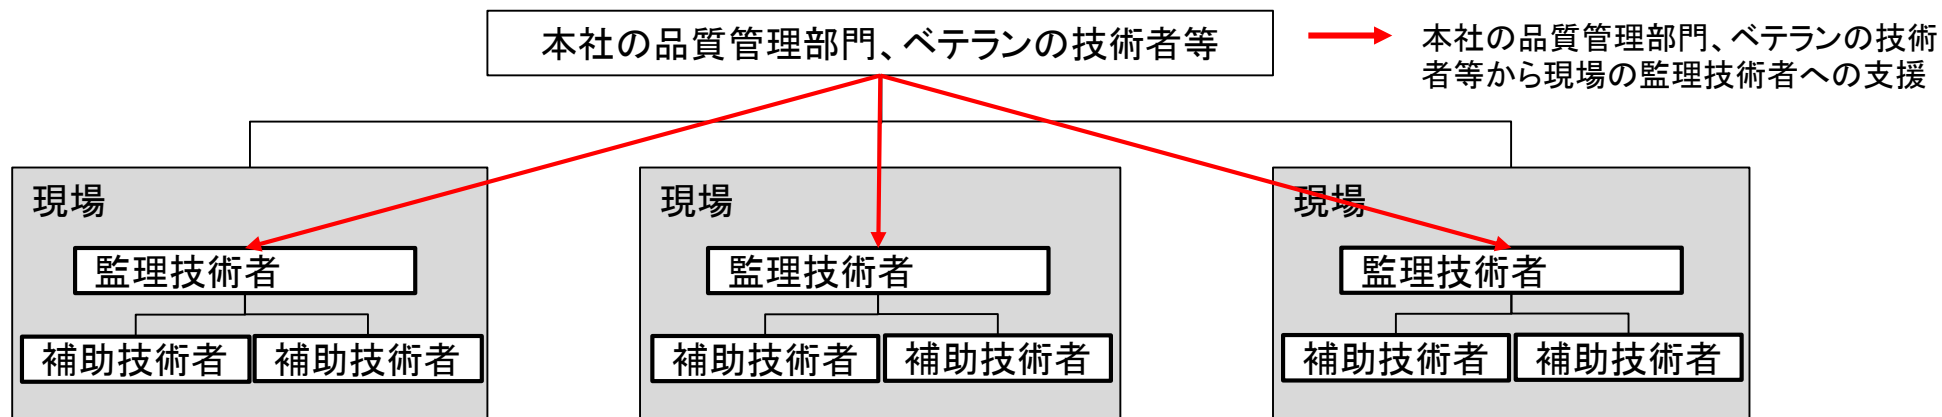 本社の品質管理部門、ベテランの技術者等
本社の品質管理部門、ベテランの技術
者等から現場の監理技術者への支援
現場
現場
現場
監理技術者
監理技術者
監理技術者
補助技術者
補助技術者
補助技術者
補助技術者
補助技術者
補助技術者